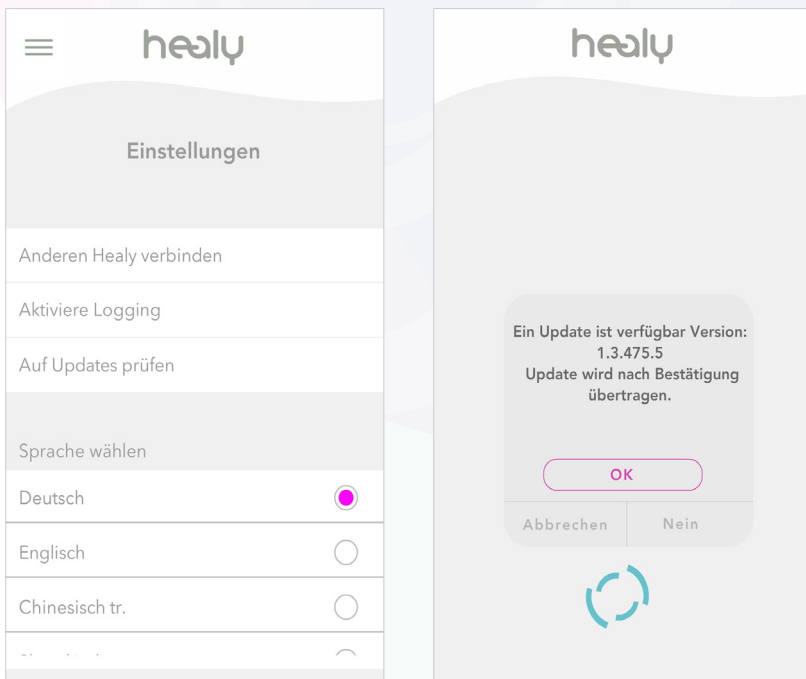 healy
Einstellungen
Anderen Healy verbinden
Aktiviere Logging
Auf Updates prüfen
Sprache wählen
Deutsch
Englisch
Chinesisch tr.
healy
Ein Update ist verfügbar Version:
1.3.475.5
Update wird nach Bestätigung
übertragen.
OK
Abbrechen
Nein